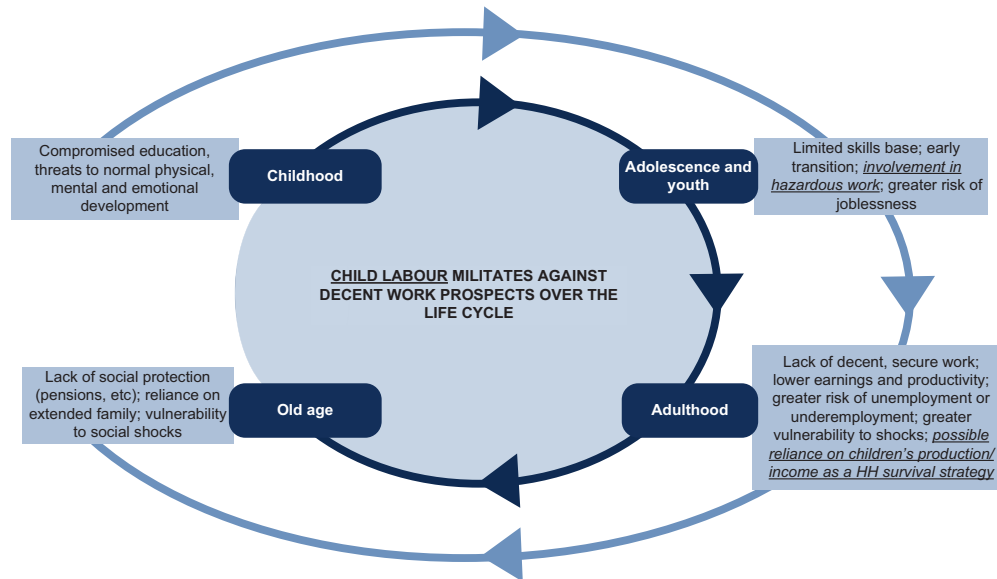 Compromised education,
threats to normal physical,
mental and emotional
development
Childhood
Adolescence and
youth
Limited skills base; early
transition; involvement in
hazardous work; greater risk of
joblessness
CHILD LABOUR MILITATES AGAINST
DECENT WORK PROSPECTS OVER THE
LIFE CYCLE
Lack of social protection
(pensions, etc); reliance on
extended family; vulnerability
to social shocks
Old age
Adulthood
Lack of decent, secure work;
lower earnings and productivity;
greater risk of unemployment or
underemployment; greater
vulnerability to shocks; possible
reliance on children’s production/
income as a HH survival strategy